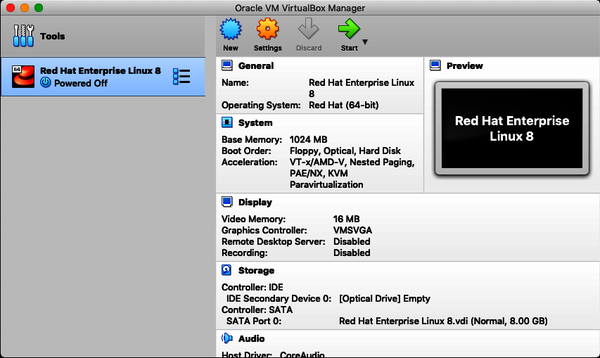 Oracle VM VirtualBox Manager
Tools
New
Settings
Discard
Start
64
Red Hat Enterprise Linux 8
Powered Off
General
Name: Red Hat Enterprise Linux
8
Operating System: Red Hat (64-bit)
Preview
Red Hat Enterprise
Linux 8
System
Base Memory: 1024 MB
Boot Order: Floppy, Optical, Hard Disk
Acceleration: VT-x/AMD-V, Nested Paging,
PAE/NX, KVM
Paravirtualization
Display
Video Memory: 16 MB
Graphics Controller: VMSVGA
Remote Desktop Server: Disabled
Recording: Disabled
Storage
Controller: IDE
IDE Secondary Device 0: [Optical Drive] Empty
Controller: SATA
SATA Port 0: Red Hat Enterprise Linux 8.vdi (Normal, 8.00 GB)
Audio
Host Driver: CoreAudio